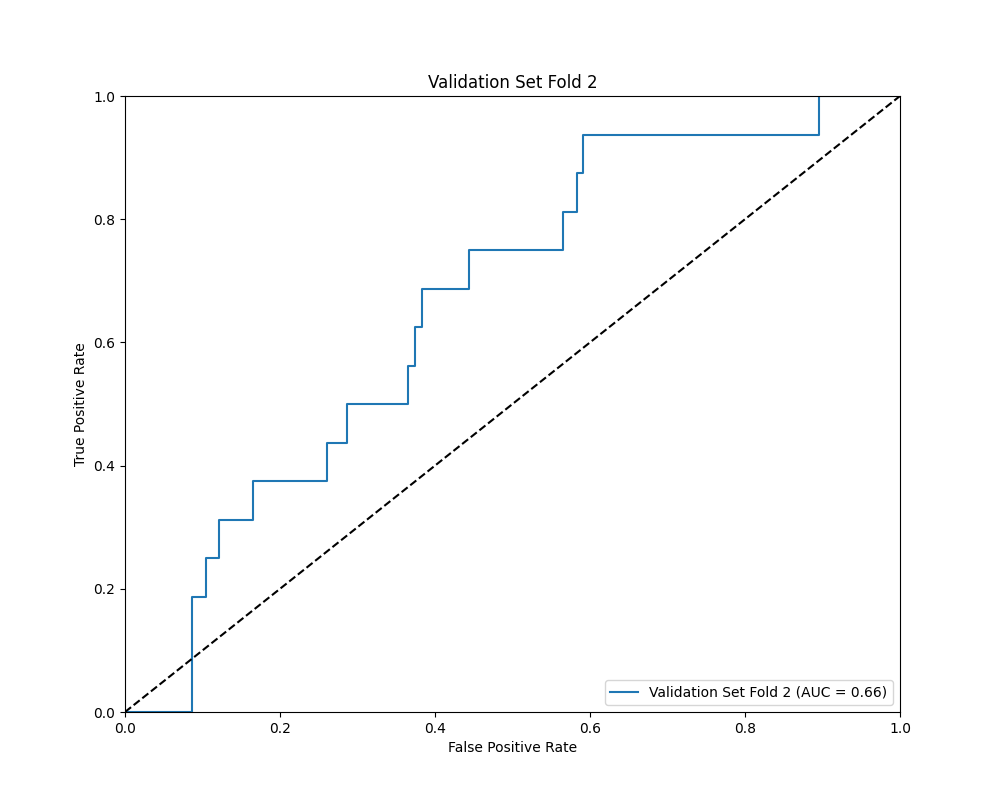 Validation Set Fold 2
1.0
0.8
0.6
0.4
0.2
0.0
True Positive Rate
Validation Set Fold 2 (AUC = 0.66)
0.0 0.2 0.4 0.6 0.8 1.0
False Positive Rate